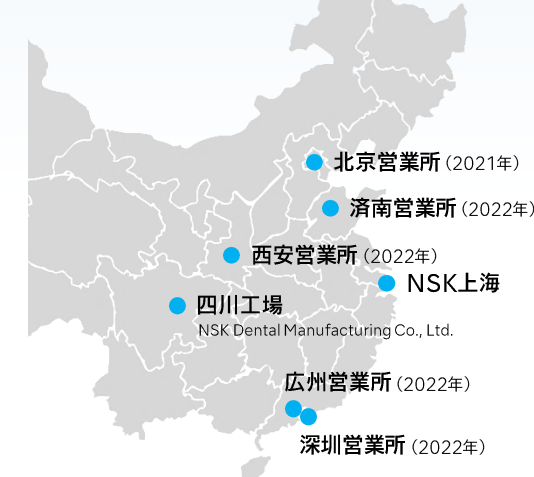 北京営業所（2021年）
済南営業所（2022年）
西安営業所（2022年）
NSK上海
四川工場
NSK Dental Manufacturing Co., Ltd.
広州営業所（2022年）
深圳営業所（2022年）